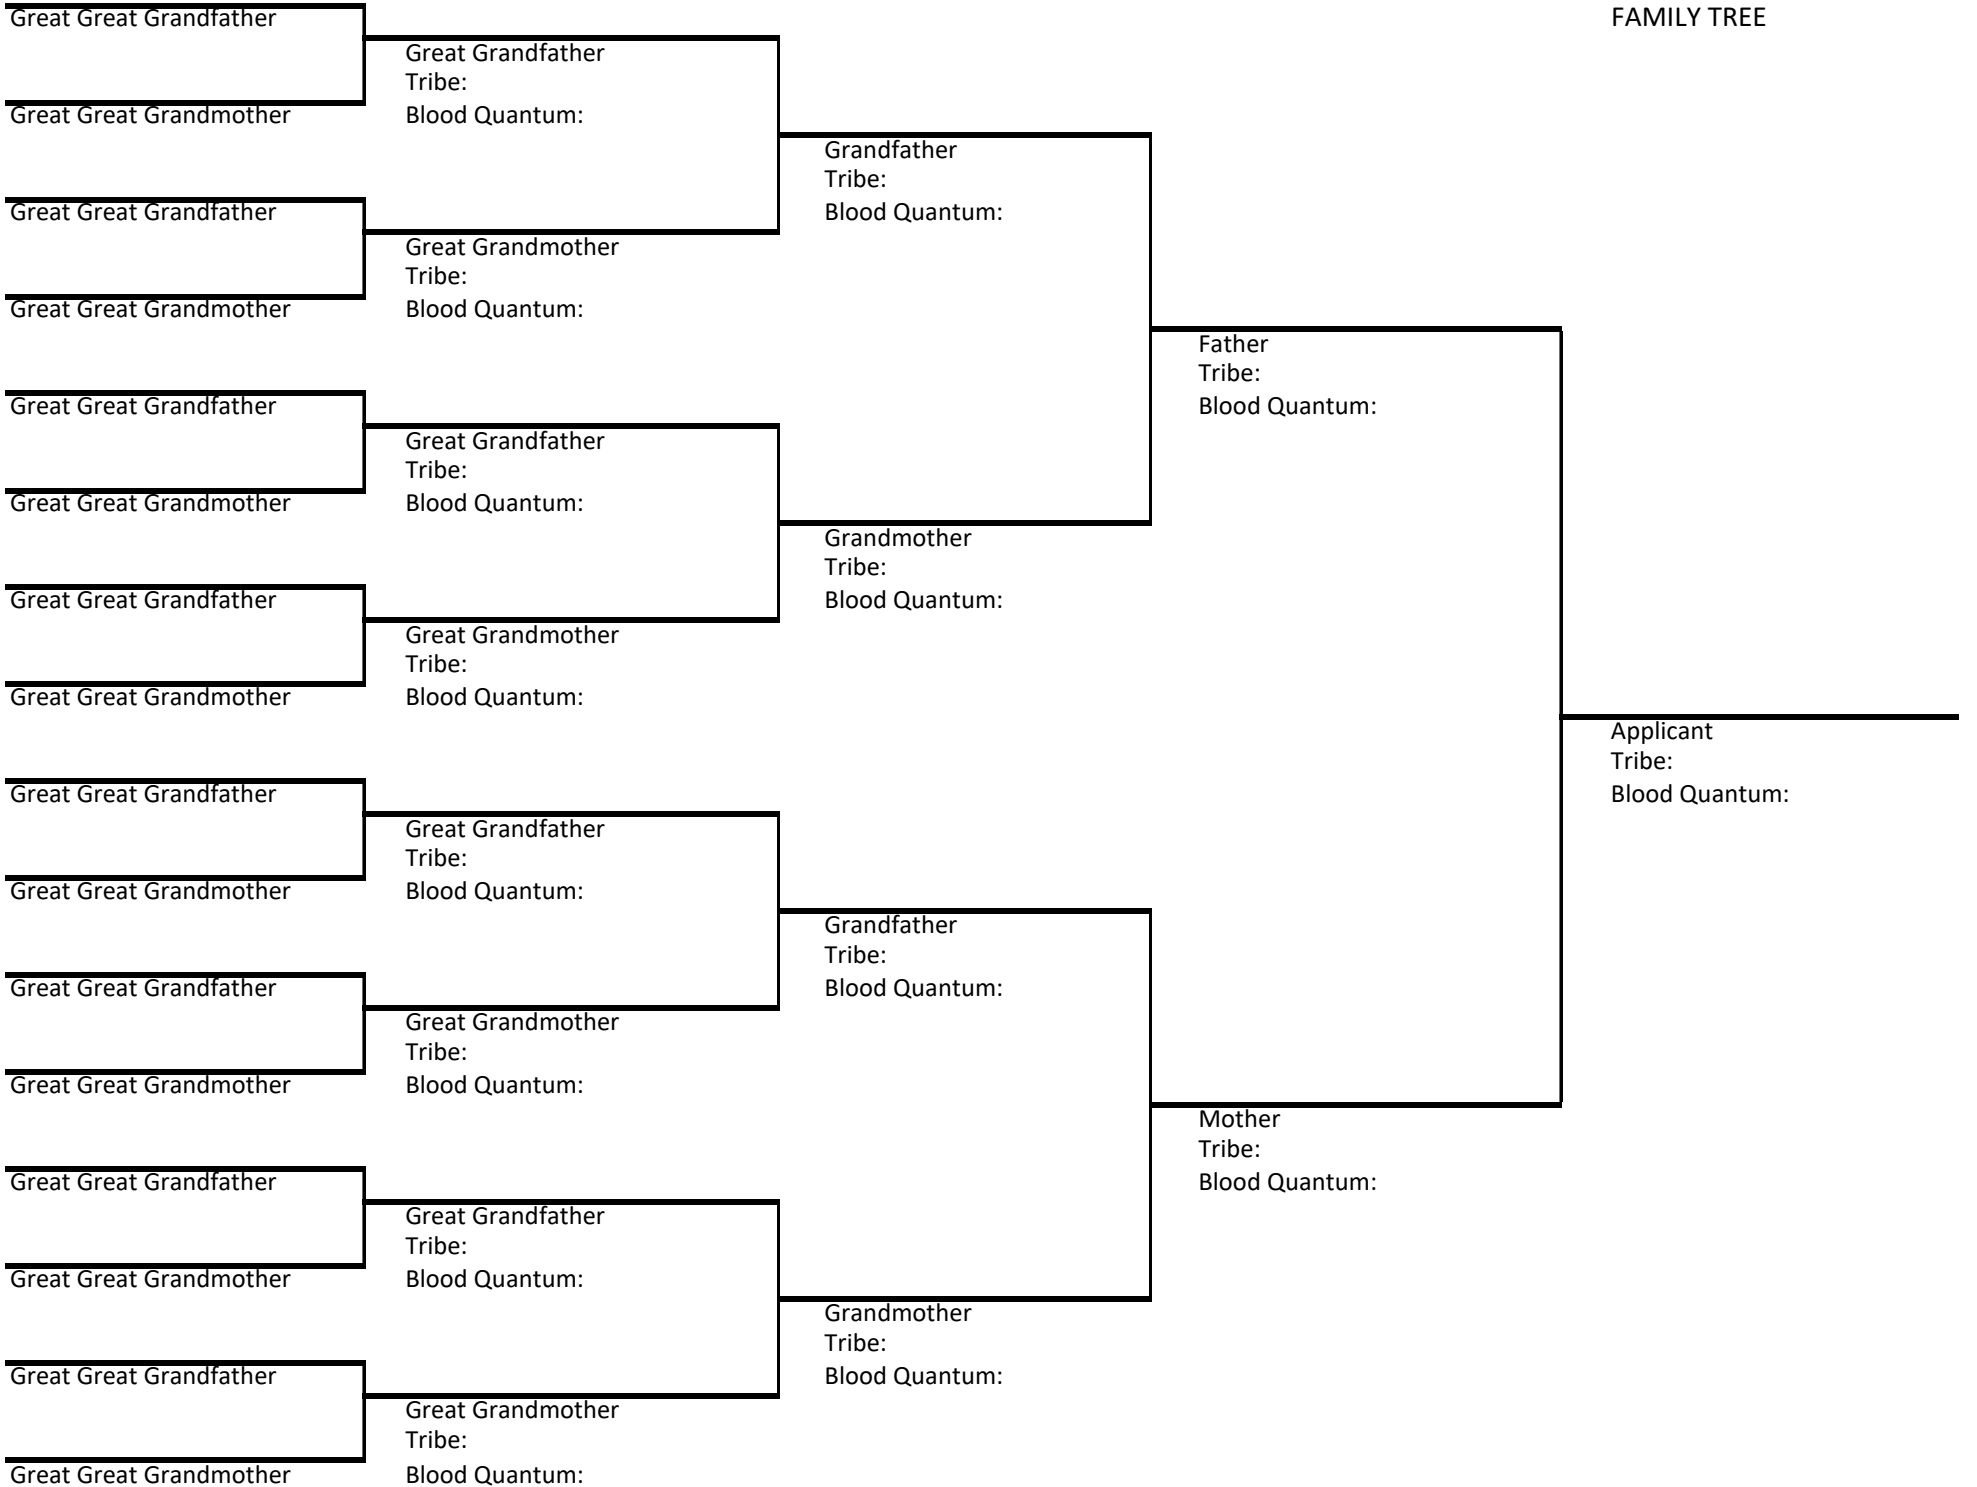 FAMILY TREE
Great Great Grandfather
Great Great Grandmother
Great Great Grandfather
Great Great Grandmother
Great Great Grandfather
Great Great Grandmother
Great Great Grandfather
Great Great Grandmother
Great Great Grandfather
Great Great Grandmother
Great Great Grandfather
Great Great Grandmother
Great Great Grandfather
Great Great Grandmother
Great Great Grandfather
Great Great Grandmother
Great Grandfather
Tribe:
Blood Quantum:
Great Grandmother
Tribe:
Blood Quantum:
Great Grandfather
Tribe:
Blood Quantum:
Great Grandmother
Tribe:
Blood Quantum:
Great Grandfather
Tribe:
Blood Quantum:
Great Grandmother
Tribe:
Blood Quantum:
Great Grandfather
Tribe:
Blood Quantum:
Great Grandmother
Tribe:
Blood Quantum:
Grandfather
Tribe:
Blood Quantum:
Grandmother
Tribe:
Blood Quantum:
Grandfather
Tribe:
Blood Quantum:
Grandmother
Tribe:
Blood Quantum:
Father
Tribe:
Blood Quantum:
Mother
Tribe:
Blood Quantum:
Applicant
Tribe:
Blood Quantum: